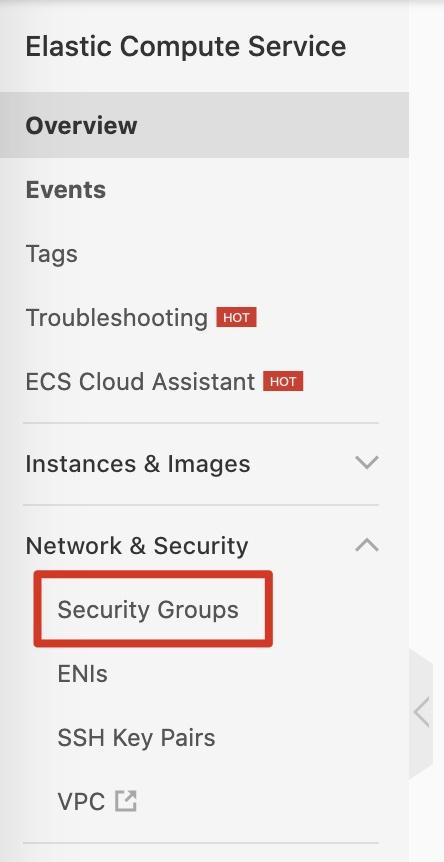 Elastic Compute Service
Overview
Events
Tags
Troubleshooting HOT
ECS Cloud Assistant HOT
Instances & Images
Network & Security
Security Groups
ENIs
SSH Key Pairs
VPC